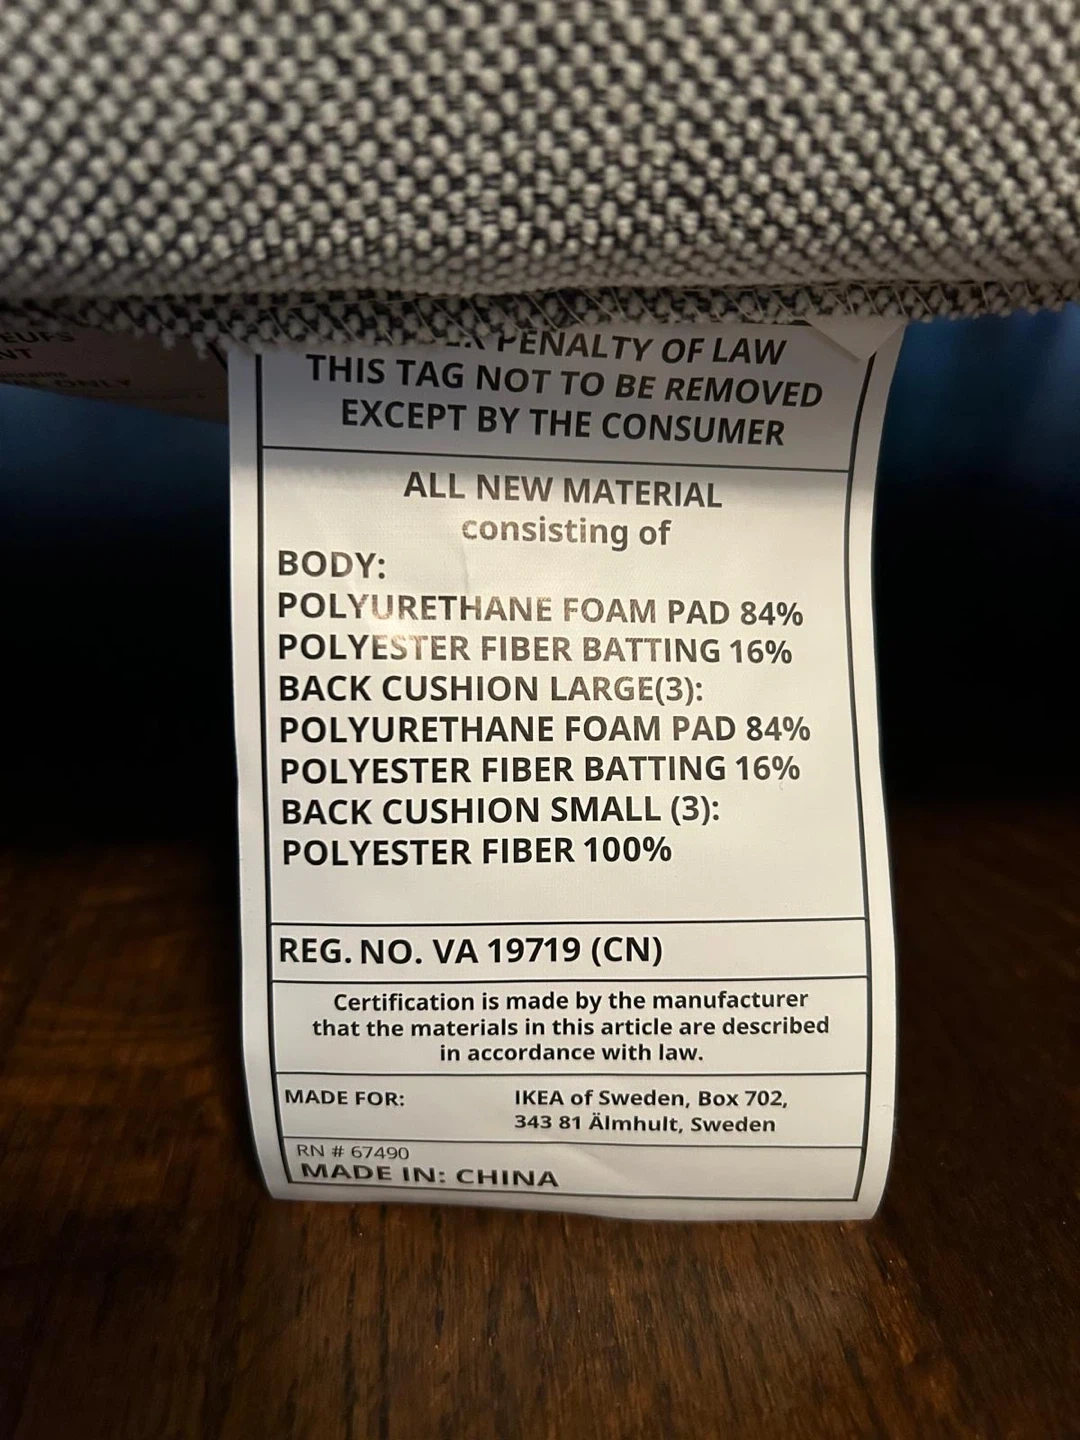 PENALTY OF LAW
THIS TAG NOT TO BE REMOVED
EXCEPT BY THE CONSUMER
ALL NEW MATERIAL
consisting of
BODY:
POLYURETHANE FOAM PAD 84%
POLYESTER FIBER BATTING 16%
BACK CUSHION LARGE(3):
POLYURETHANE FOAM PAD 84%
POLYESTER FIBER BATTING 16%
BACK CUSHION SMALL (3):
POLYESTER FIBER 100%
REG. NO. VA 19719 (CN)
Certification is made by the manufacturer
that the materials in this article are described
in accordance with law.
MADE FOR: IKEA of Sweden, Box 702,
343 81 Älmhult, Sweden
RN # 67490
MADE IN: CHINA
ONLY